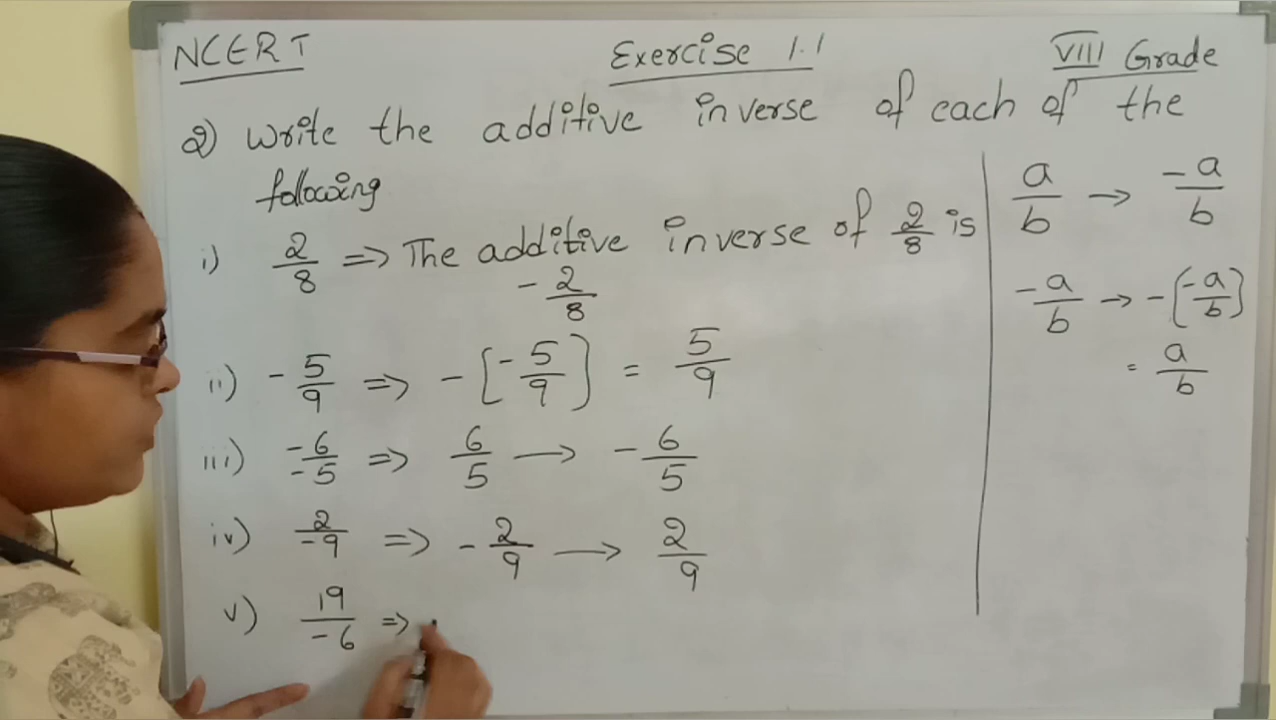 NCERT Exercise 1.1 VIII Grade
2) Write the additive inverse of each of the
following
i) 2/8 => The additive inverse of 2/8 is
- 2/8
ii) - 5/9 => - [- 5/9] = 5/9
iii) -6/-5 => 6/5 → - 6/5
iv) 2/-9 => - 2/9 → 2/9
v) 19/-6 =>
a/b → -a/b
-a/b → -(-a/b)
= a/b